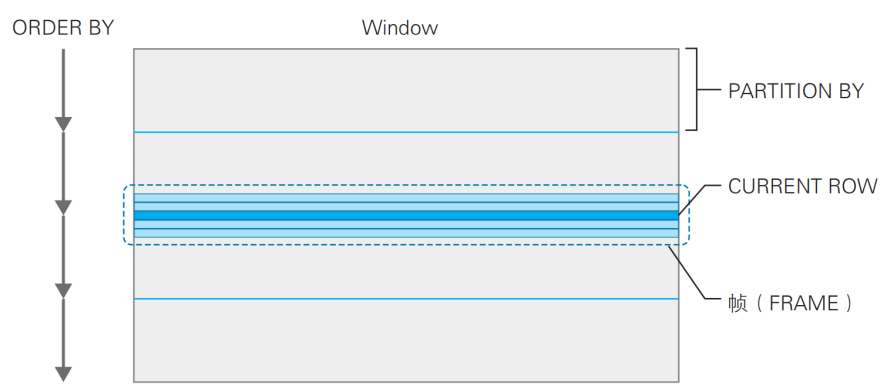 ORDER BY
Window
PARTITION BY
CURRENT ROW
帧（FRAME）